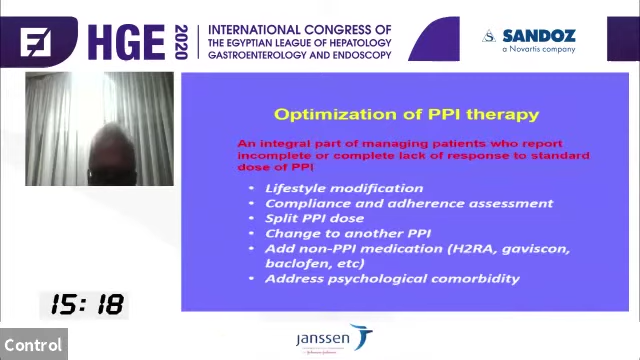 HGE 2020
INTERNATIONAL CONGRESS OF
THE EGYPTIAN LEAGUE OF HEPATOLOGY
GASTROENTEROLOGY AND ENDOSCOPY
SANDOZ
a Novartis company
Optimization of PPI therapy
An integral part of managing patients who report
incomplete or complete lack of response to standard
dose of PPI
• Lifestyle modification
• Compliance and adherence assessment
• Split PPI dose
• Change to another PPI
• Add non-PPI medication (H2RA, gaviscon,
baclofen, etc)
• Address psychological comorbidity
15:18
Control
janssen